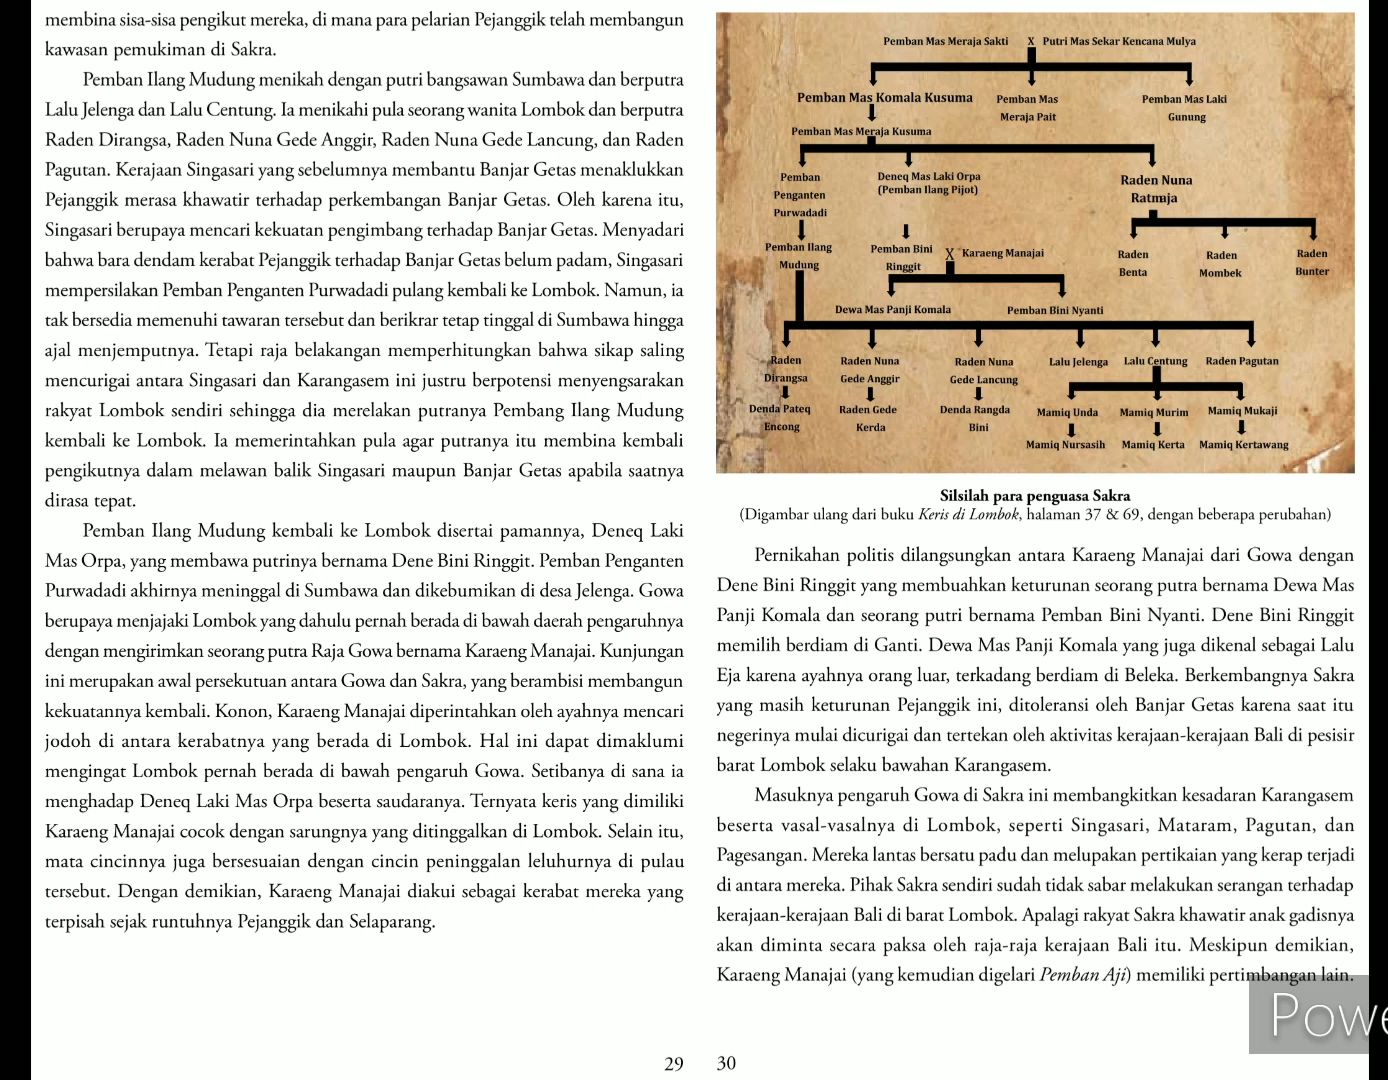 membina sisa-sisa pengikut mereka, di mana para pelarian Pejanggik telah membangun
kawasan pemukiman di Sakra.
Pemban Ilang Mudung menikah dengan putri bangsawan Sumbawa dan berputra
Lalu Jelenga dan Lalu Centung. Ia menikahi pula seorang wanita Lombok dan berputra
Raden Dirangsa, Raden Nuna Gede Anggir, Raden Nuna Gede Lancung, dan Raden
Pagutan. Kerajaan Singasari yang sebelumnya membantu Banjar Getas menaklukkan
Pejanggik merasa khawatir terhadap perkembangan Banjar Getas. Oleh karena itu,
Singasari berupaya mencari kekuatan pengimbang terhadap Banjar Getas. Menyadari
bahwa bara dendam kerabat Pejanggik terhadap Banjar Getas belum padam, Singasari
mempersilakan Pemban Penganten Purwadadi pulang kembali ke Lombok. Namun, ia
tak bersedia memenuhi tawaran tersebut dan berikrar tetap tinggal di Sumbawa hingga
ajal menjemputnya. Tetapi raja belakangan memperhitungkan bahwa sikap saling
mencurigai antara Singasari dan Karangasem ini justru berpotensi menyengsarakan
rakyat Lombok sendiri sehingga dia merelakan putranya Pembang Ilang Mudung
kembali ke Lombok. Ia memerintahkan pula agar putranya itu membina kembali
pengikutnya dalam melawan balik Singasari maupun Banjar Getas apabila saatnya
dirasa tepat.
Pemban Ilang Mudung kembali ke Lombok disertai pamannya, Deneq Laki
Mas Orpa, yang membawa putrinya bernama Dene Bini Ringgit. Pemban Penganten
Purwadadi akhirnya meninggal di Sumbawa dan dikebumikan di desa Jelenga. Gowa
berupaya menjajaki Lombok yang dahulu pernah berada di bawah daerah pengaruhnya
dengan mengirimkan seorang putra Raja Gowa bernama Karaeng Manajai. Kunjungan
ini merupakan awal persekutuan antara Gowa dan Sakra, yang berambisi membangun
kekuatannya kembali. Konon, Karaeng Manajai diperintahkan oleh ayahnya mencari
jodoh di antara kerabatnya yang berada di Lombok. Hal ini dapat dimaklumi
mengingat Lombok pernah berada di bawah pengaruh Gowa. Setibanya di sana ia
menghadap Deneq Laki Mas Orpa beserta saudaranya. Ternyata keris yang dimiliki
Karaeng Manajai cocok dengan sarungnya yang ditinggalkan di Lombok. Selain itu,
mata cincinnya juga bersesuaian dengan cincin peninggalan leluhurnya di pulau
tersebut. Dengan demikian, Karaeng Manajai diakui sebagai kerabat mereka yang
terpisah sejak runtuhnya Pejanggik dan Selaparang.
29
Pemban Mas Meraja Sakti X Putri Mas Sekar Kencana Mulya
Pemban Mas Komala Kusuma
Pemban Mas
Meraja Pait
Pemban Mas Laki
Gunung
Pemban Mas Meraja Kusuma
Pemban
Penganten
Purwadadi
Deneq Mas Laki Orpa
(Pemban Ilang Pijot)
Raden Nuna
Ratmaja
Pemban Ilang
Mudung
Pemban Bini
Ringgit
X Karaeng Manajai
Raden
Benta
Raden
Mombek
Raden
Bunter
Dewa Mas Panji Komala
Pemban Bini Nyanti
Raden
Dirangsa
Raden Nuna
Gede Anggir
Raden Nuna
Gede Lancung
Lalu Jelenga
Lalu Centung
Raden Pagutan
Denda Pateq
Encong
Raden Gede
Kerda
Denda Rangda
Bini
Mamiq Unda
Mamiq Murim
Mamiq Mukaji
Mamiq Nursasih
Mamiq Kerta
Mamiq Kertawang
Silsilah para penguasa Sakra
(Digambar ulang dari buku Keris di Lombok, halaman 37 & 69, dengan beberapa perubahan)
Pernikahan politis dilangsungkan antara Karaeng Manajai dari Gowa dengan
Dene Bini Ringgit yang membuahkan keturunan seorang putra bernama Dewa Mas
Panji Komala dan seorang putri bernama Pemban Bini Nyanti. Dene Bini Ringgit
memilih berdiam di Ganti. Dewa Mas Panji Komala yang juga dikenal sebagai Lalu
Eja karena ayahnya orang luar, terkadang berdiam di Beleka. Berkembangnya Sakra
yang masih keturunan Pejanggik ini, ditoleransi oleh Banjar Getas karena saat itu
negerinya mulai dicurigai dan tertekan oleh aktivitas kerajaan-kerajaan Bali di pesisir
barat Lombok selaku bawahan Karangasem.
Masuknya pengaruh Gowa di Sakra ini membangkitkan kesadaran Karangasem
beserta vasal-vasalnya di Lombok, seperti Singasari, Mataram, Pagutan, dan
Pagesangan. Mereka lantas bersatu padu dan melupakan pertikaian yang kerap terjadi
di antara mereka. Pihak Sakra sendiri sudah tidak sabar melakukan serangan terhadap
kerajaan-kerajaan Bali di barat Lombok. Apalagi rakyat Sakra khawatir anak gadisnya
akan diminta secara paksa oleh raja-raja kerajaan Bali itu. Meskipun demikian,
Karaeng Manajai (yang kemudian digelari Pemban Aji) memiliki pertimbangan lain.
30
Powe